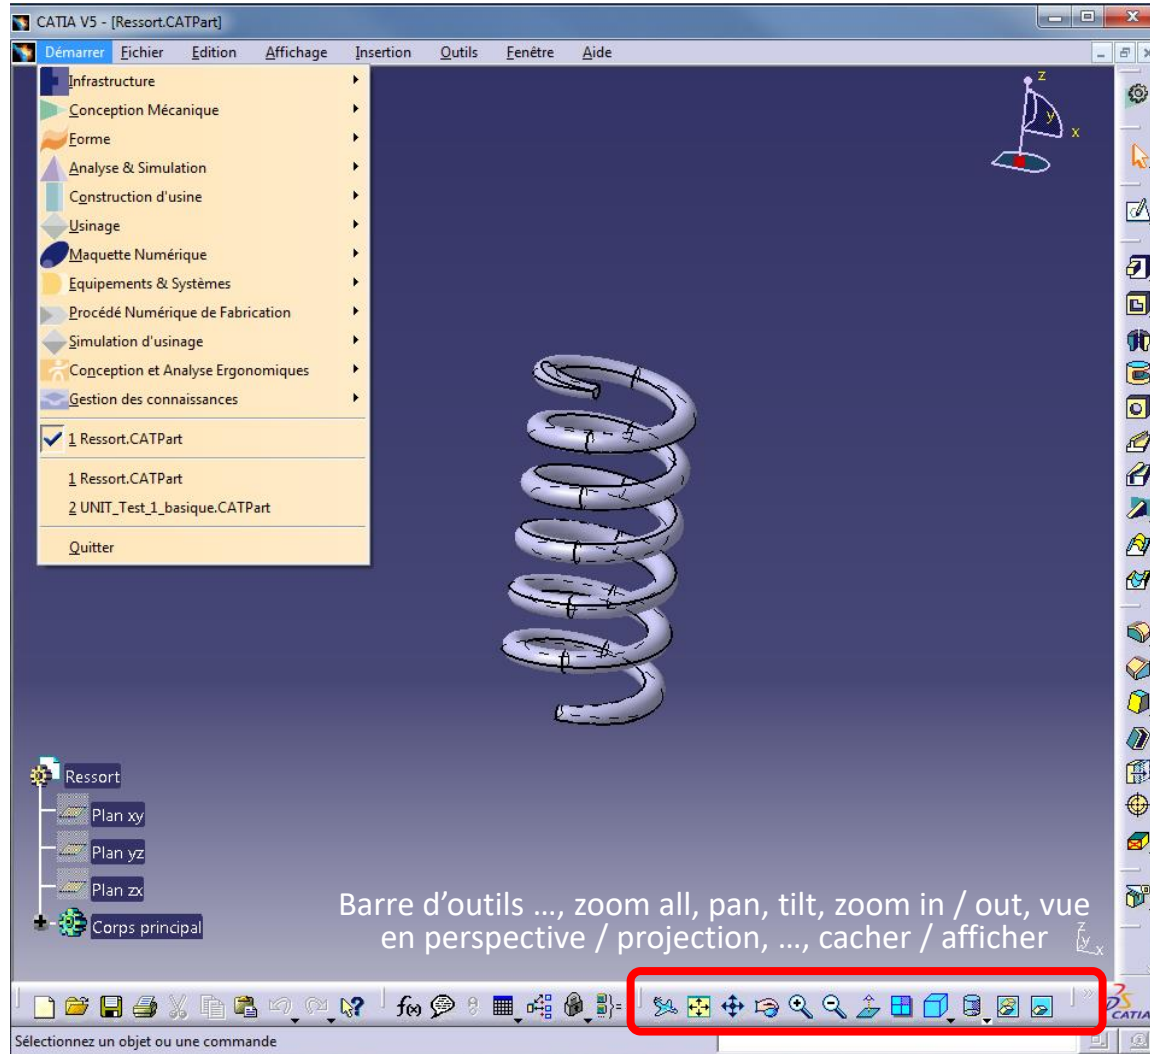 CATIA V5 - [Ressort.CATPart]
Démarrer Fichier Edition Affichage Insertion Outils Fenêtre Aide
Infrastructure
Conception Mécanique
Forme
Analyse & Simulation
Construction d'usine
Usinage
Maquette Numérique
Equipements & Systèmes
Procédé Numérique de Fabrication
Simulation d'usinage
Conception et Analyse Ergonomiques
Gestion des connaissances
1 Ressort.CATPart
1 Ressort.CATPart
2 UNIT_Test_1_basique.CATPart
Quitter
z
y
x
Ressort
Plan xy
Plan yz
Plan zx
Corps principal
Barre d’outils …, zoom all, pan, tilt, zoom in / out, vue
en perspective / projection, …, cacher / afficher
z
y
x
f(x)
CATIA
Sélectionnez un objet ou une commande